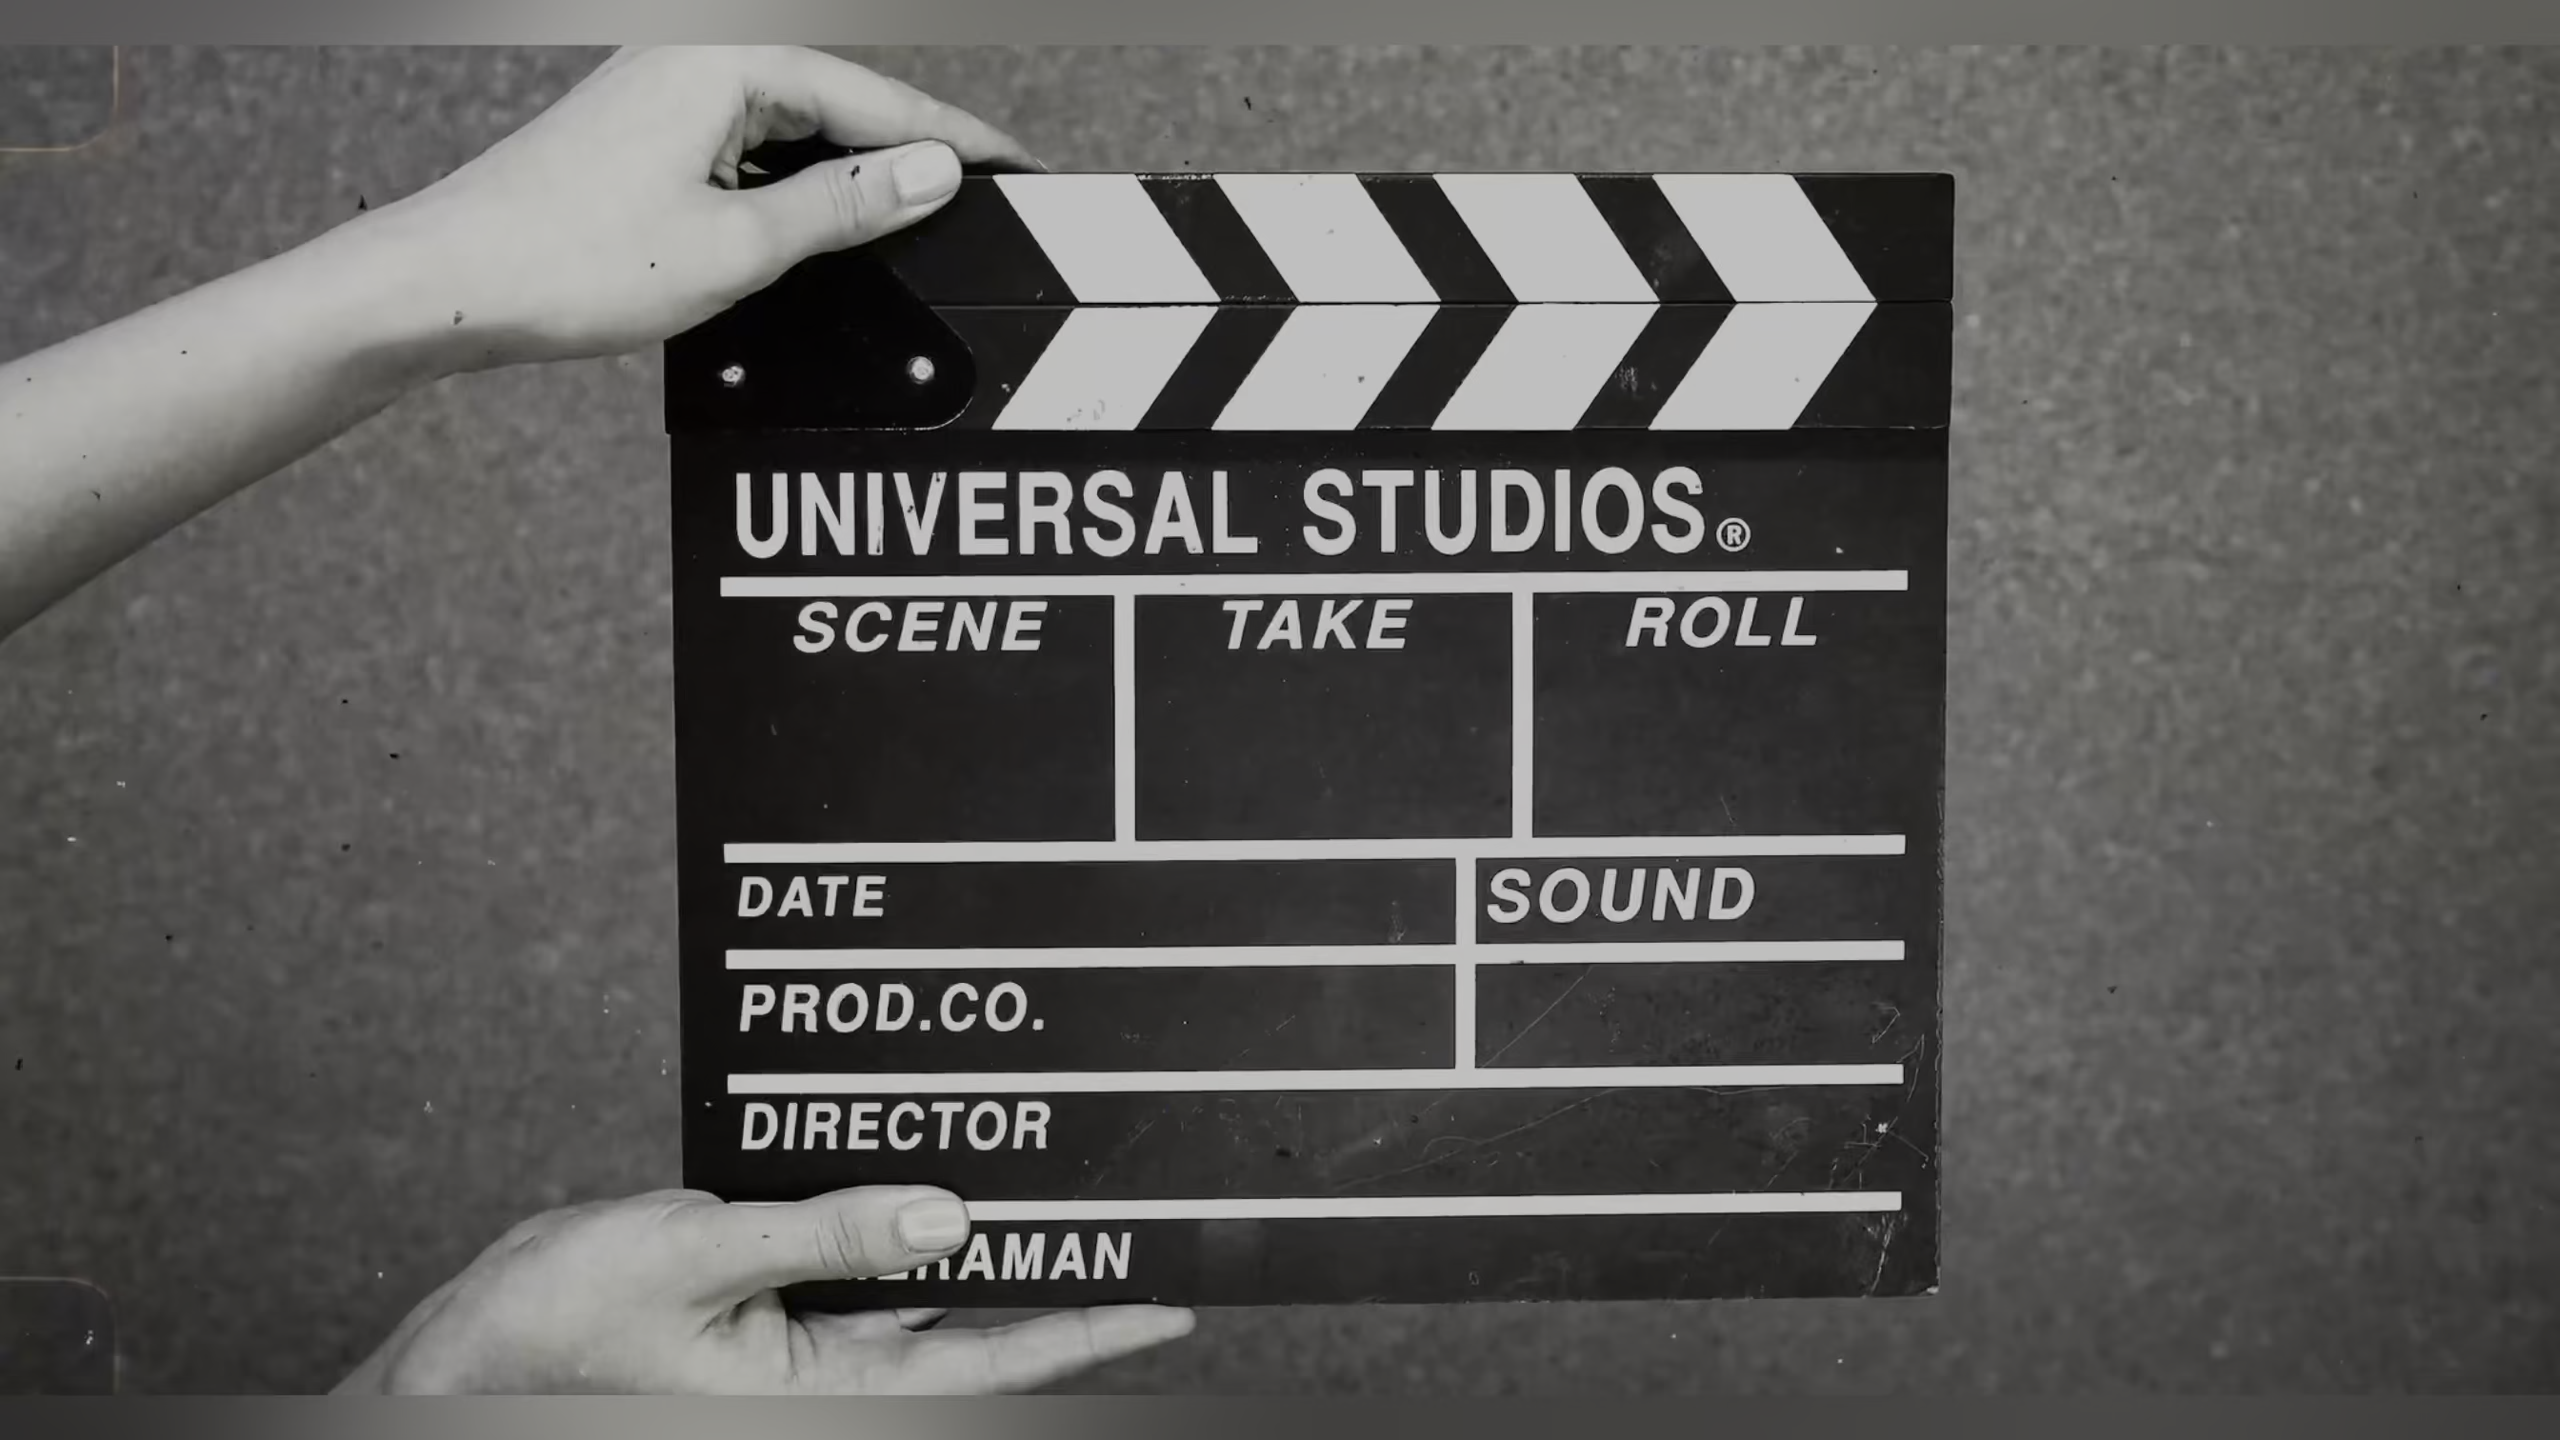 UNIVERSAL STUDIOS®
SCENE TAKE ROLL
DATE SOUND
PROD.CO.
DIRECTOR